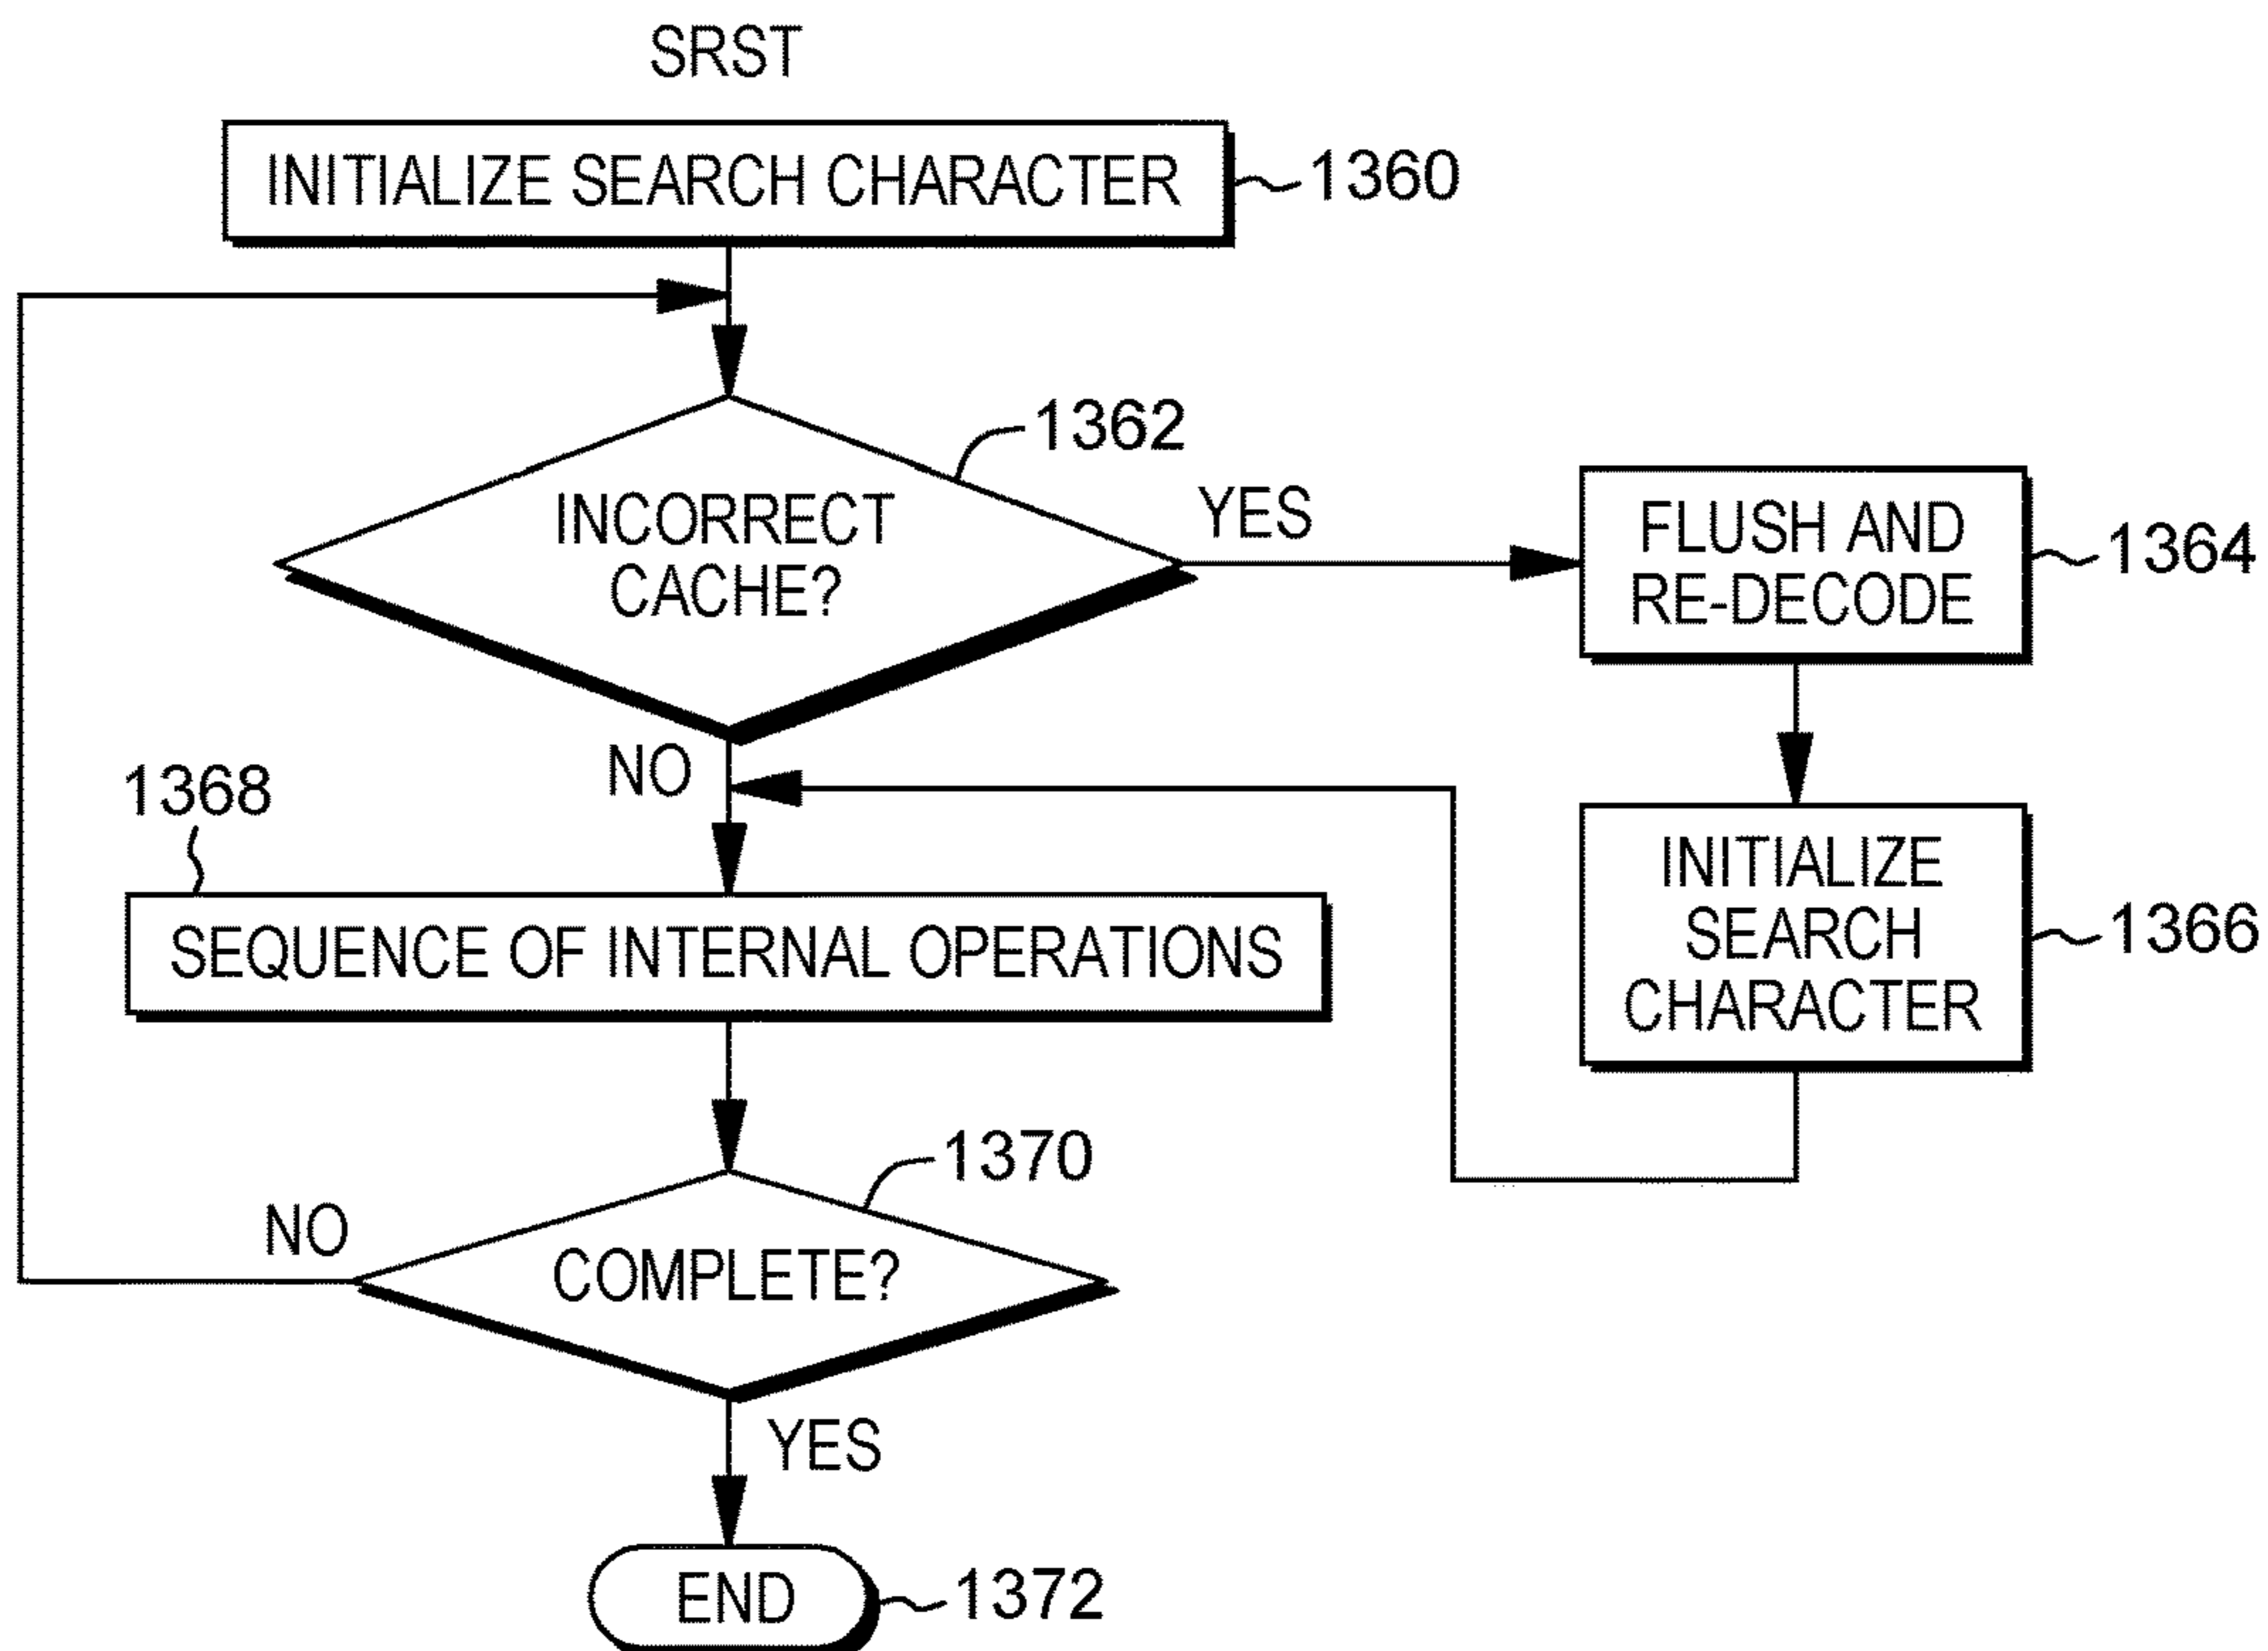 SRST
INITIALIZE SEARCH CHARACTER
1360
1362
INCORRECT
CACHE?
YES
FLUSH AND
RE-DECODE
1364
NO
1368
INITIALIZE
SEARCH
CHARACTER
1366
SEQUENCE OF INTERNAL OPERATIONS
1370
NO
COMPLETE?
YES
END
1372